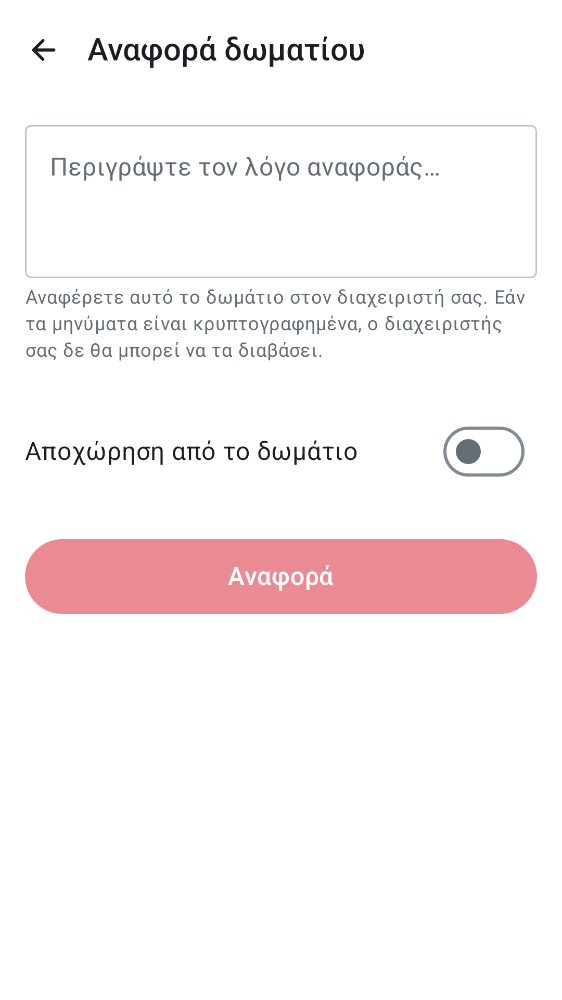 Αναφορά δωματίου
Περιγράψτε τον λόγο αναφοράς…
Αναφέρετε αυτό το δωμάτιο στον διαχειριστή σας. Εάν
τα μηνύματα είναι κρυπτογραφημένα, ο διαχειριστής
σας δε θα μπορεί να τα διαβάσει.
Αποχώρηση από το δωμάτιο
Αναφορά